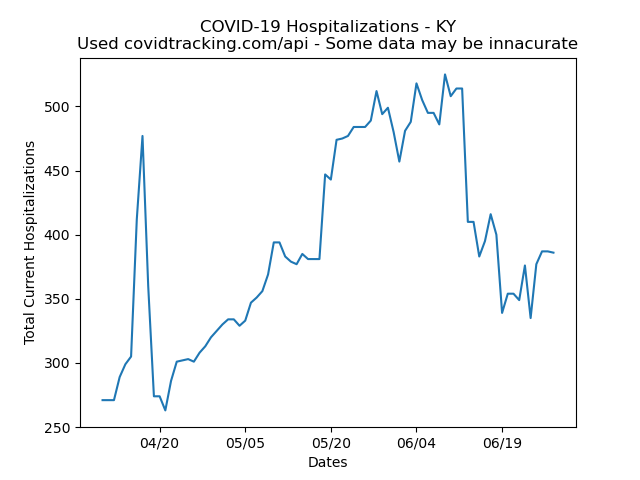 COVID-19 Hospitalizations - KY
Used covidtracking.com/api - Some data may be innacurate
500
450
400
350
300
250
Total Current Hospitalizations
04/20 05/05 05/20 06/04 06/19
Dates